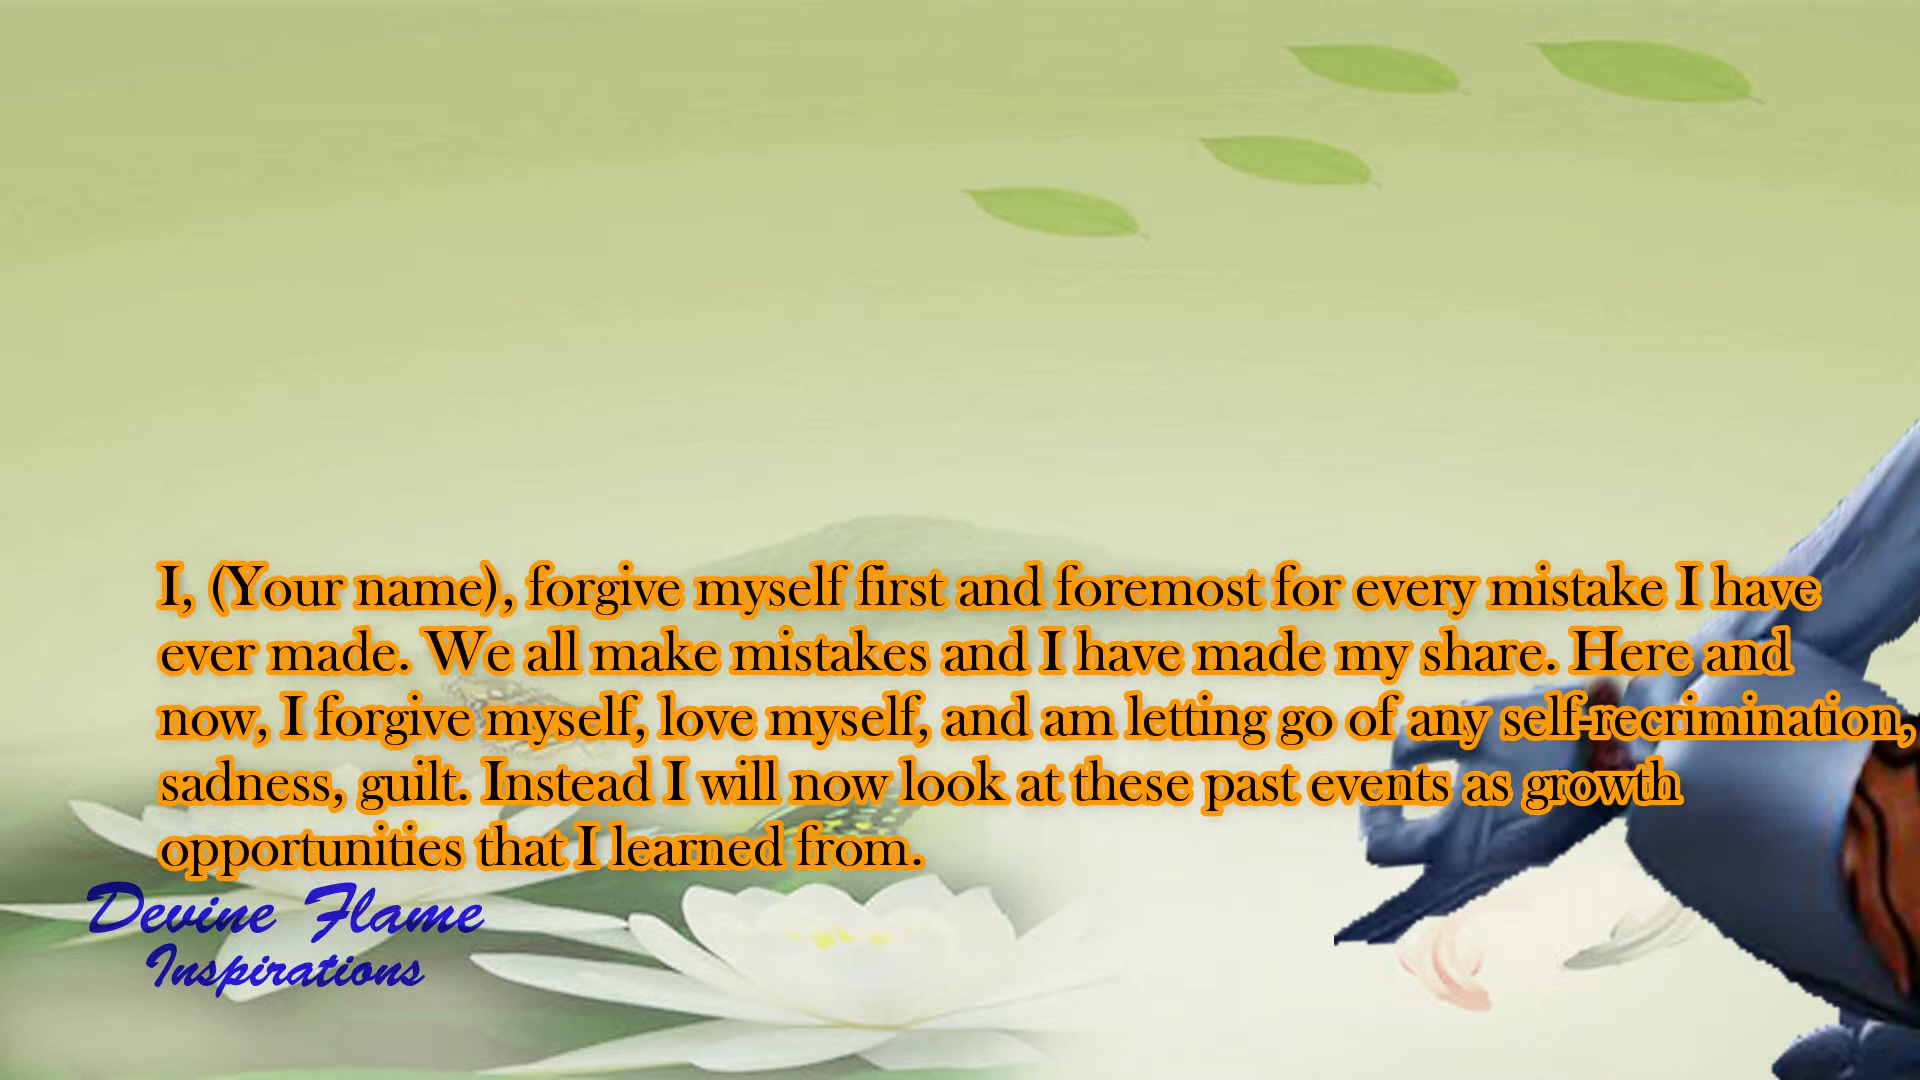 I, (Your name), forgive myself first and foremost for every mistake I have
ever made. We all make mistakes and I have made my share. Here and
now, I forgive myself, love myself, and am letting go of any self-recrimination,
sadness, guilt. Instead I will now look at these past events as growth
opportunities that I learned from.
Devine Flame
Inspirations